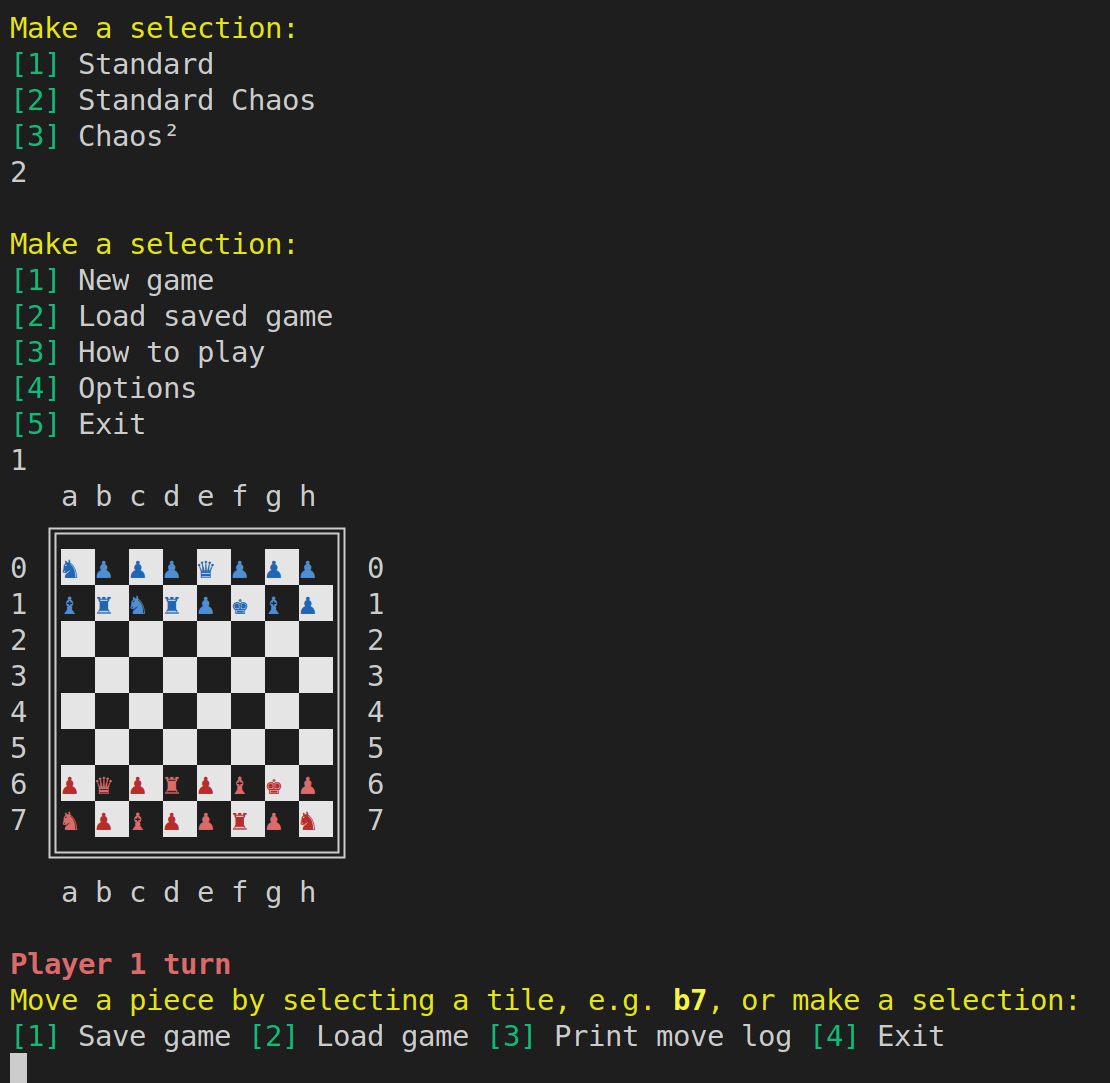 Make a selection:
[1] Standard
[2] Standard Chaos
[3] Chaos²
2
Make a selection:
[1] New game
[2] Load saved game
[3] How to play
[4] Options
[5] Exit
1
a b c d e f g h
0 ♞ ♟ ♟ ♟ ♛ ♟ ♟ ♟ 0
1 ♝ ♜ ♞ ♜ ♟ ♚ ♝ ♟ 1
2 2
3 3
4 4
5 5
6 ♟ ♛ ♟ ♜ ♟ ♝ ♚ ♟ 6
7 ♞ ♟ ♝ ♟ ♟ ♜ ♟ ♞ 7
a b c d e f g h
Player 1 turn
Move a piece by selecting a tile, e.g. b7, or make a selection:
[1] Save game [2] Load game [3] Print move log [4] Exit